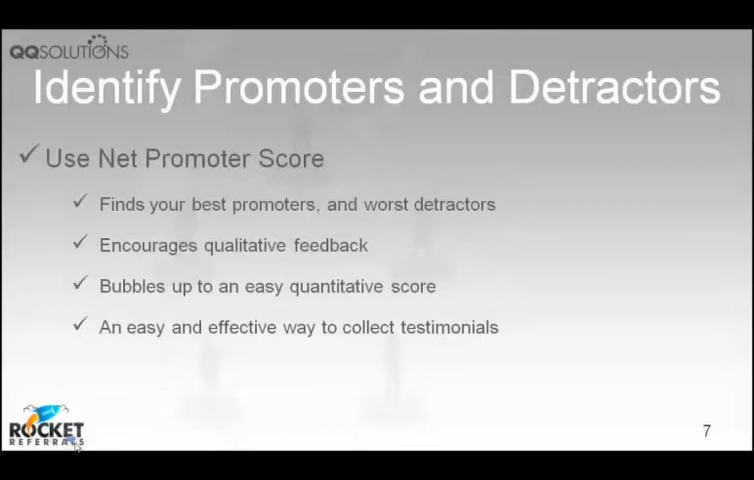 QQSOLUTIONS
Identify Promoters and Detractors
Use Net Promoter Score
Finds your best promoters, and worst detractors
Encourages qualitative feedback
Bubbles up to an easy quantitative score
An easy and effective way to collect testimonials
ROCKET
REFERRALS
7